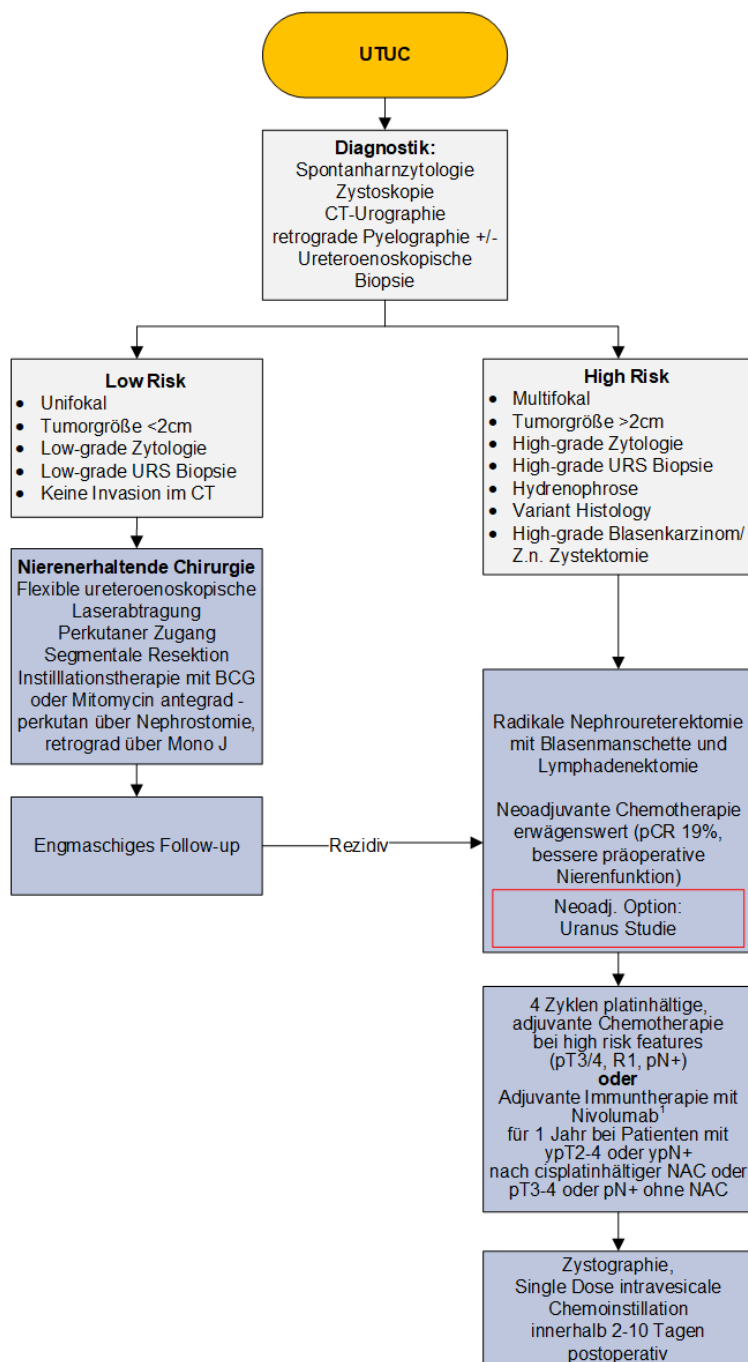 UTUC
Diagnostik:
Spontanharnzytologie
Zystoskopie
CT-Urographie
retrograde Pyelographie +/-
Ureteroenoskopische
Biopsie
Low Risk
• Unifokal
• Tumorgröße <2cm
• Low-grade Zytologie
• Low-grade URS Biopsie
• Keine Invasion im CT
High Risk
• Multifokal
• Tumorgröße >2cm
• High-grade Zytologie
• High-grade URS Biopsie
• Hydrenophrose
• Variant Histology
• High-grade Blasenkarzinom/
Z.n. Zystektomie
Nierenerhaltende Chirurgie
Flexible ureteroenoskopische
Laserabtragung
Perkutaner Zugang
Segmentale Resektion
Instilllationstherapie mit BCG
oder Mitomycin antegrad -
perkutan über Nephrostomie,
retrograd über Mono J
Engmaschiges Follow-up
Rezidiv
Radikale Nephroureterektomie
mit Blasenmanschette und
Lymphadenektomie
Neoadjuvante Chemotherapie
erwägenswert (pCR 19%,
bessere präoperative
Nierenfunktion)
Neoadj. Option:
Uranus Studie
4 Zyklen platinhältige,
adjuvante Chemotherapie
bei high risk features
(pT3/4, R1, pN+)
oder
Adjuvante Immuntherapie mit
Nivolumab¹
für 1 Jahr bei Patienten mit
ypT2-4 oder ypN+
nach cisplatinhältiger NAC oder
pT3-4 oder pN+ ohne NAC
Zystographie,
Single Dose intravesicale
Chemoinstillation
innerhalb 2-10 Tagen
postoperativ